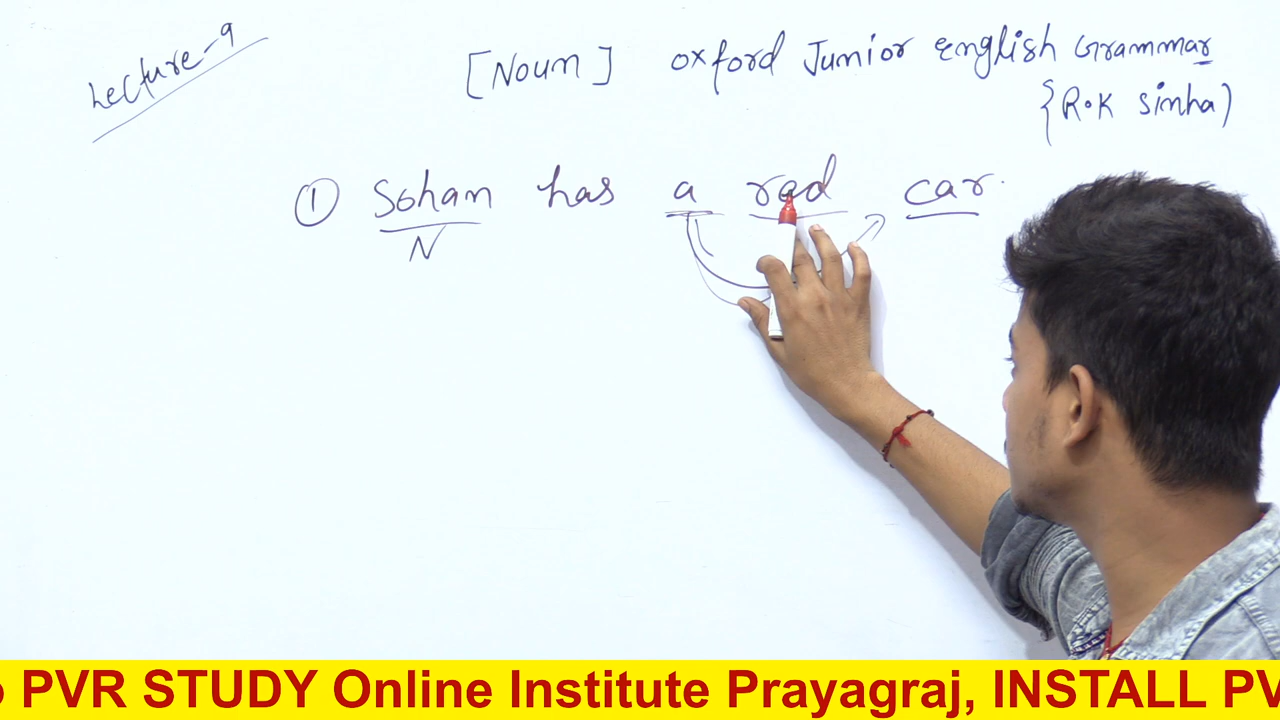 Lecture-9
[Noun] Oxford Junior English Grammar
{R.K Sinha)
① Sohan has a rad car.
N
PVR STUDY Online Institute Prayagraj, INSTALL PV